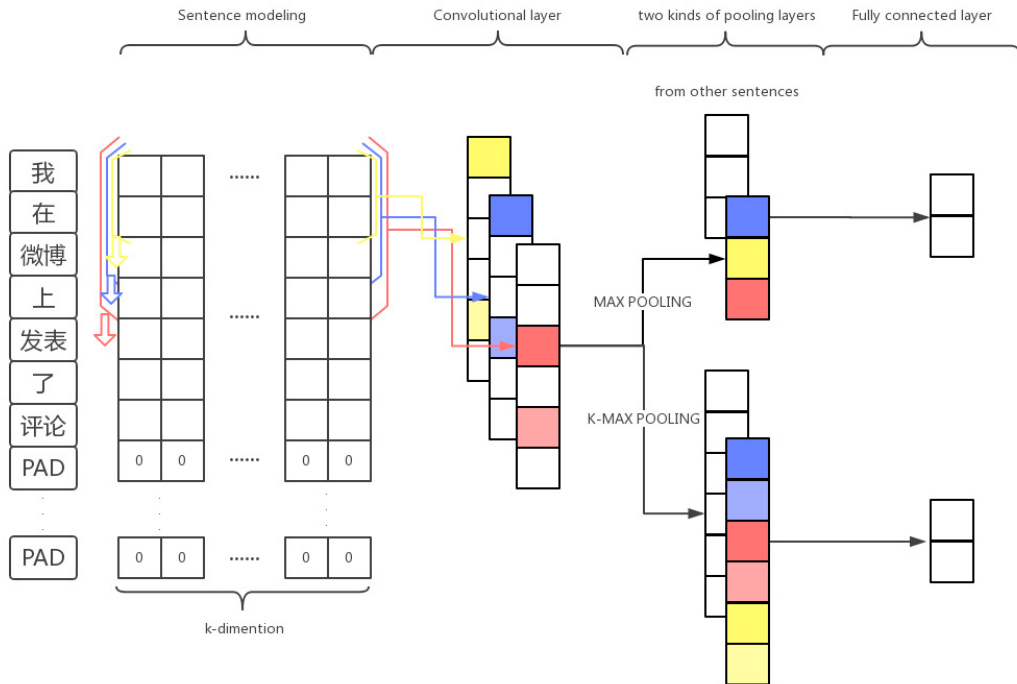 Sentence modeling
Convolutional layer
two kinds of pooling layers
Fully connected layer
from other sentences
我
在
微博
上
发表
了
评论
PAD
PAD
......
......
0 0 ...... 0 0
0 0 ...... 0 0
k-dimention
MAX POOLING
K-MAX POOLING